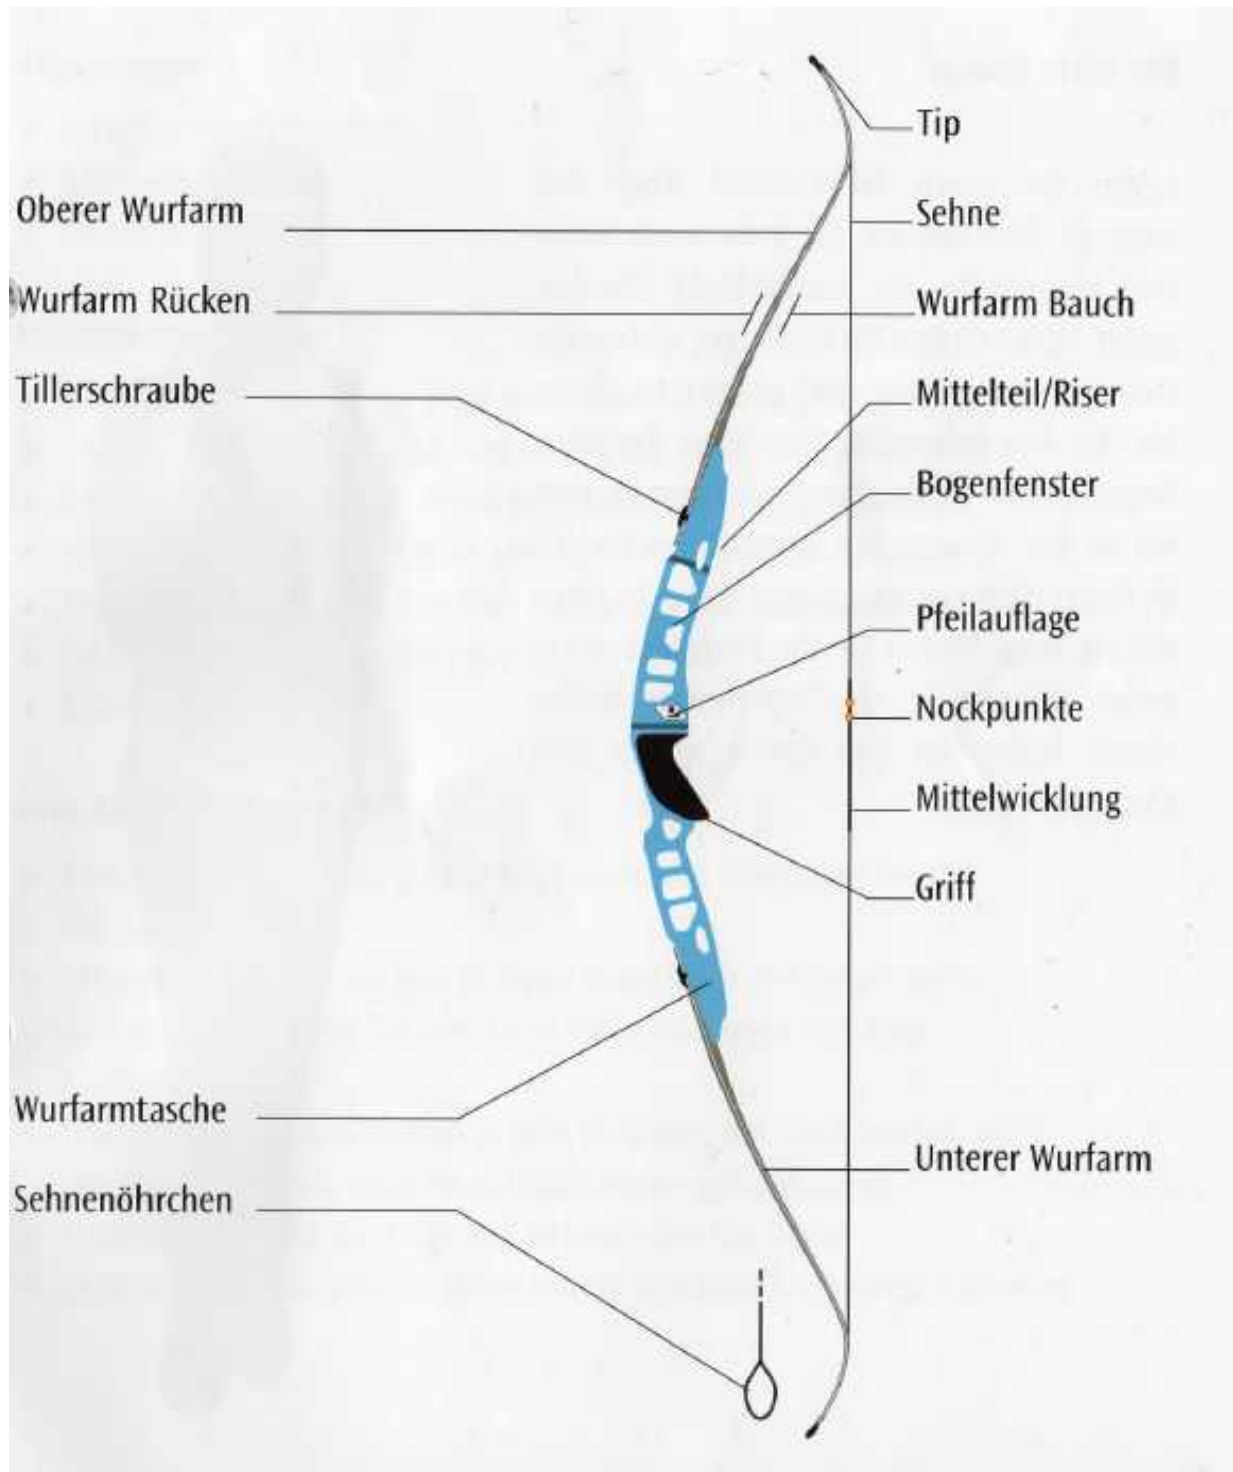 Tip
Oberer Wurfarm
Sehne
Wurfarm Rücken
Wurfarm Bauch
Tillerschraube
Mittelteil/Riser
Bogenfenster
Pfeilauflage
Nockpunkte
Mittelwicklung
Griff
Wurfarmtasche
Unterer Wurfarm
Sehnenöhrchen